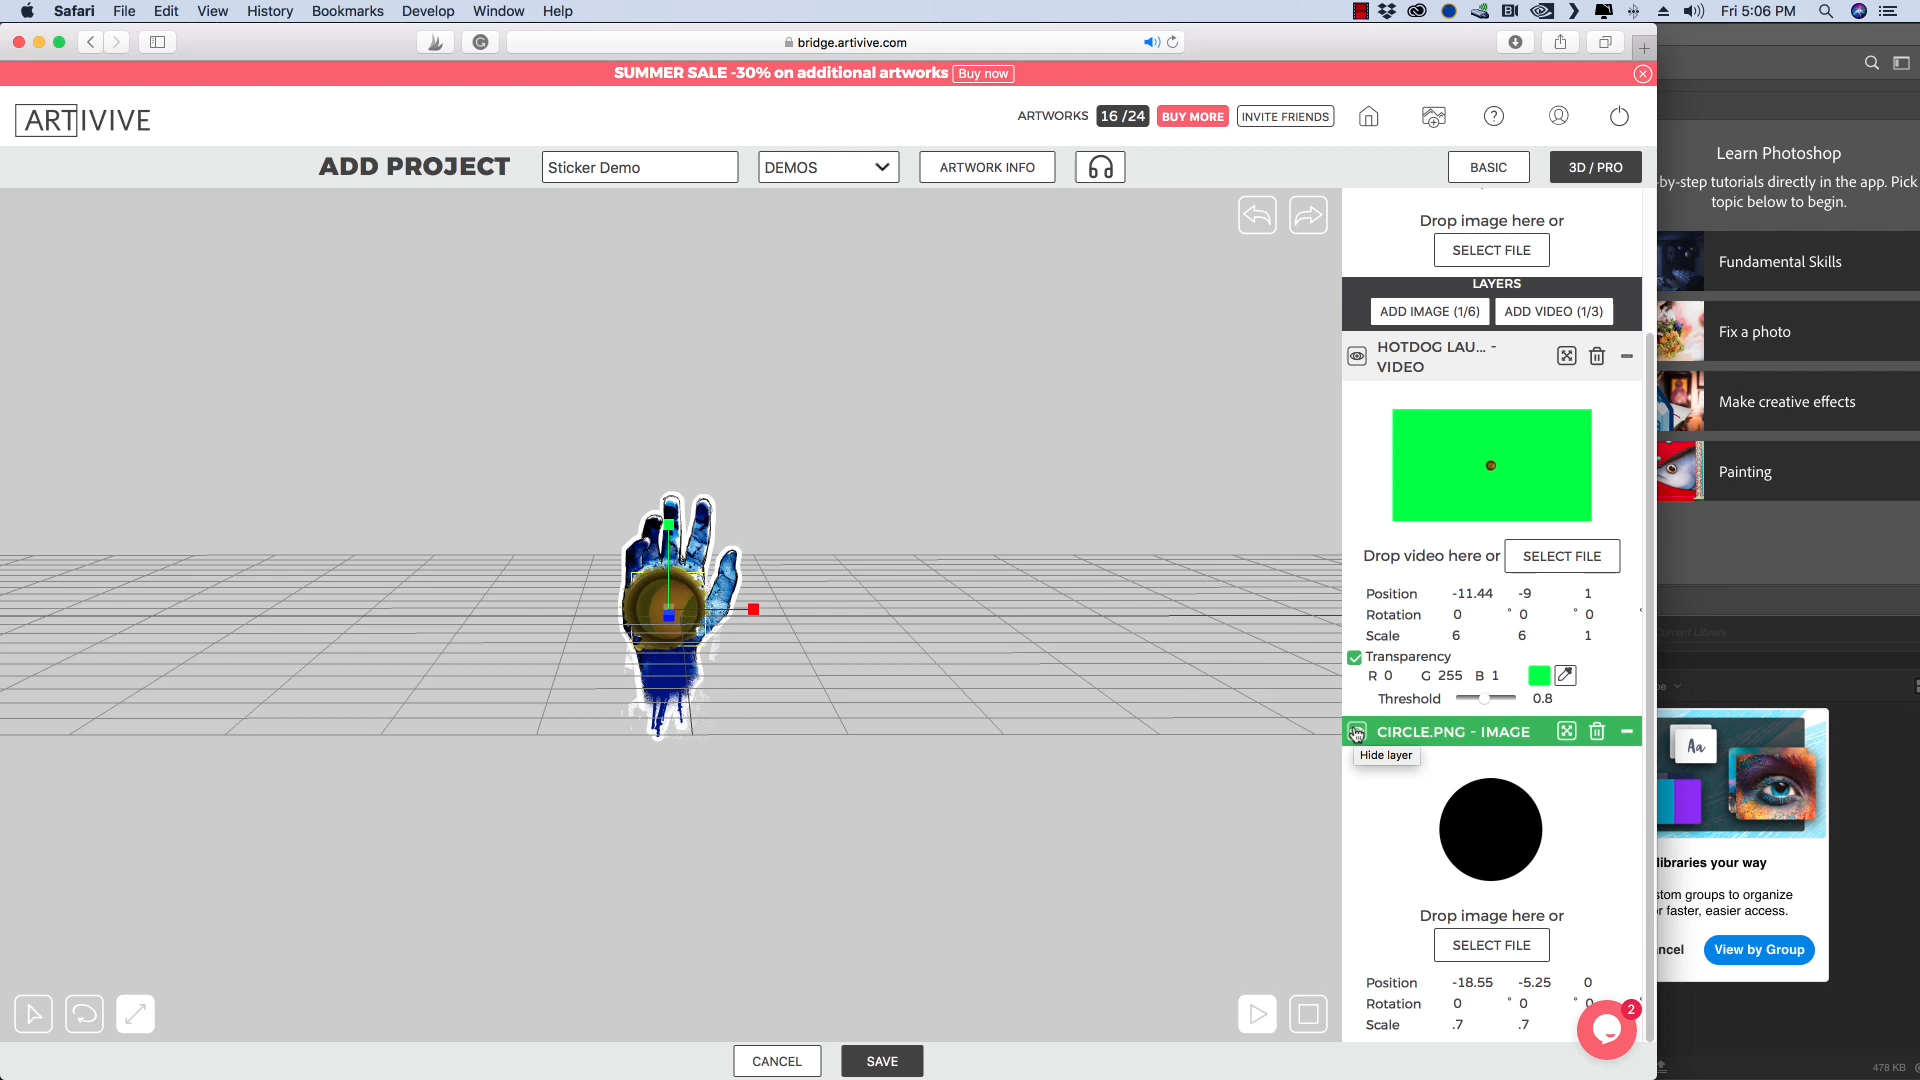 Safari File Edit View History Bookmarks Develop Window Help Fri 5:06 PM
bridge.artivive.com
SUMMER SALE -30% on additional artworks Buy now
ARTIVIVE ARTWORKS 16 /24 BUY MORE INVITE FRIENDS
ADD PROJECT Sticker Demo DEMOS ARTWORK INFO BASIC 3D / PRO
Drop image here or
SELECT FILE
LAYERS
ADD IMAGE (1/6) ADD VIDEO (1/3)
HOTDOG LAU... -
VIDEO
Drop video here or SELECT FILE
Position -11.44 -9 1
Rotation 0 ° 0 ° 0 °
Scale 6 6 1
Transparency
R 0 G 255 B 1
Threshold 0.8
CIRCLE.PNG - IMAGE
Hide layer
Drop image here or
SELECT FILE
Position -18.55 -5.25 0
Rotation 0 ° 0 ° 0
Scale .7 .7
2
CANCEL SAVE
Learn Photoshop
-by-step tutorials directly in the app. Pick
topic below to begin.
Fundamental Skills
Fix a photo
Make creative effects
Painting
Current Library
Aa
libraries your way
stom groups to organize
r faster, easier access.
ncel View by Group
478 KB